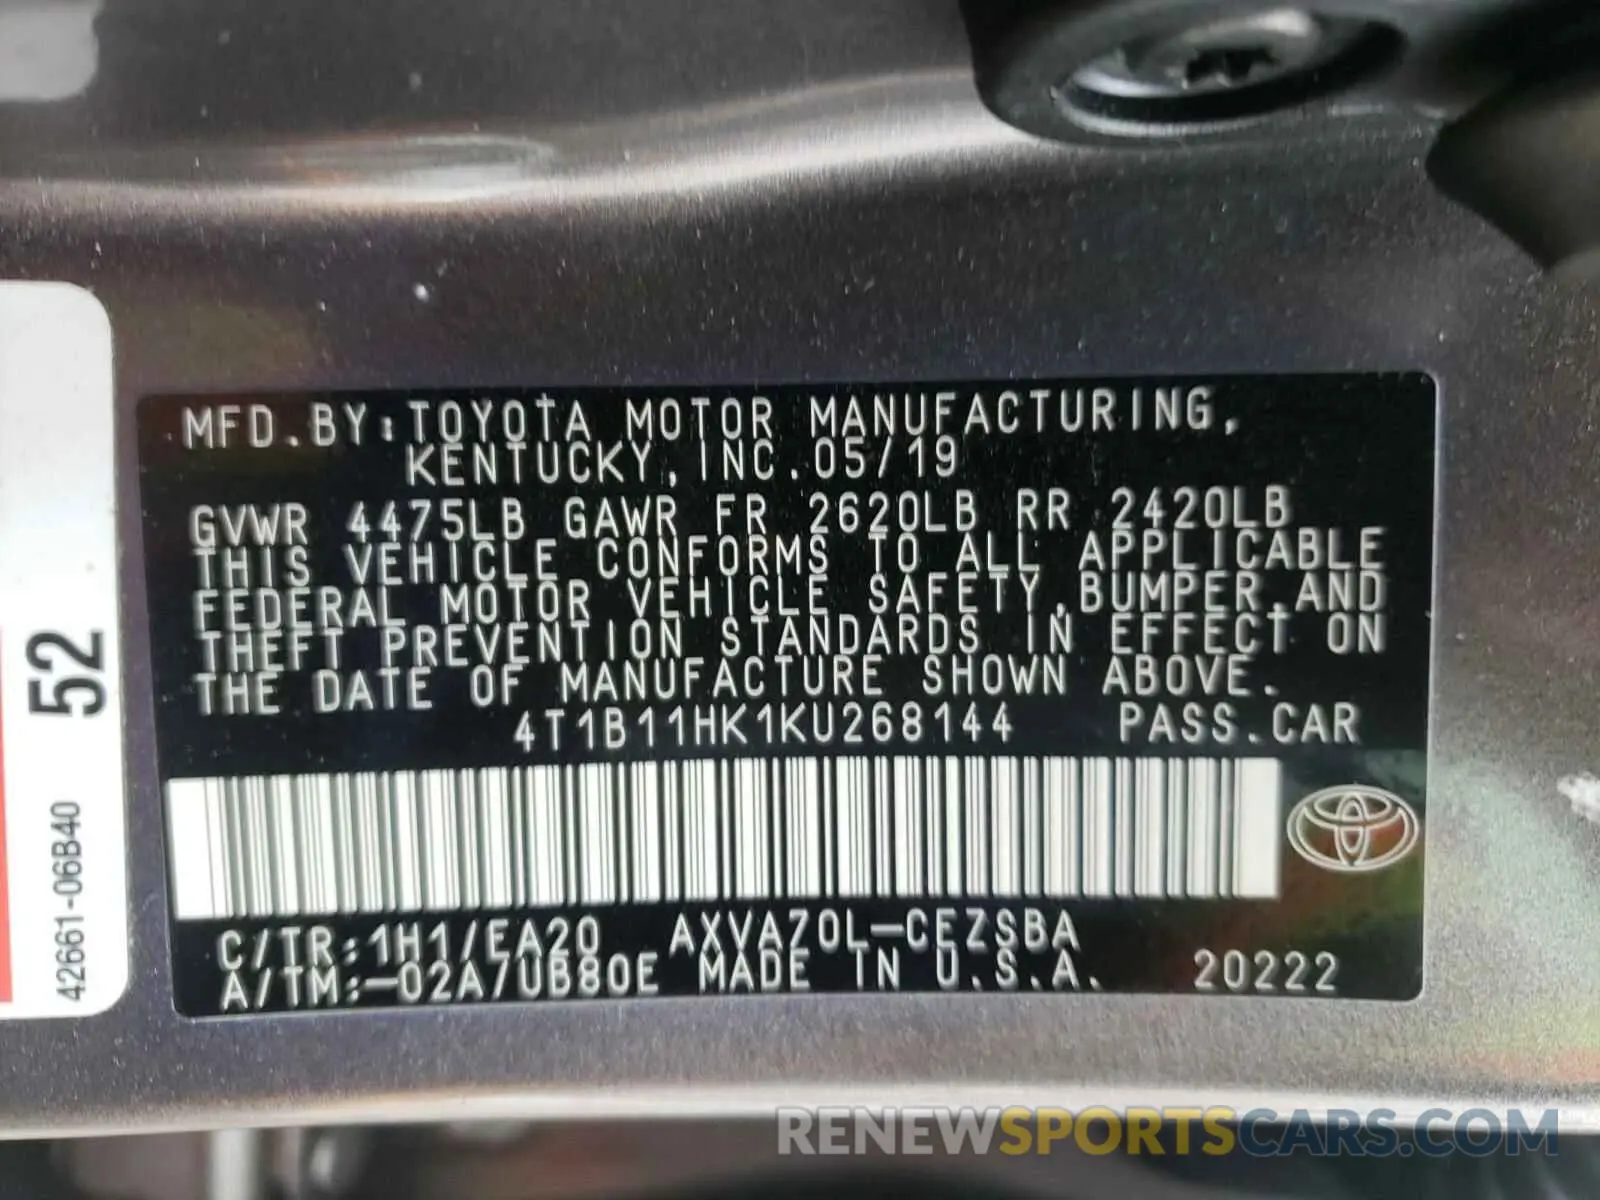 MFD.BY:TOYOTA MOTOR MANUFACTURING,
KENTUCKY,INC.05/19
GVWR 4475LB GAWR FR 2620LB RR 2420LB
THIS VEHICLE CONFORMS TO ALL APPLICABLE
FEDERAL MOTOR VEHICLE SAFETY,BUMPER,AND
THEFT PREVENTION STANDARDS IN EFFECT ON
THE DATE OF MANUFACTURE SHOWN ABOVE.
4T1B11HK1KU268144 PASS.CAR
C/TR:1H1/EA20 AXVA70L-CEZSBA
A/TM:-02A/UB80E MADE IN U.S.A. 20222
52
42661-06B40
RENEWSPORTSCARS.COM